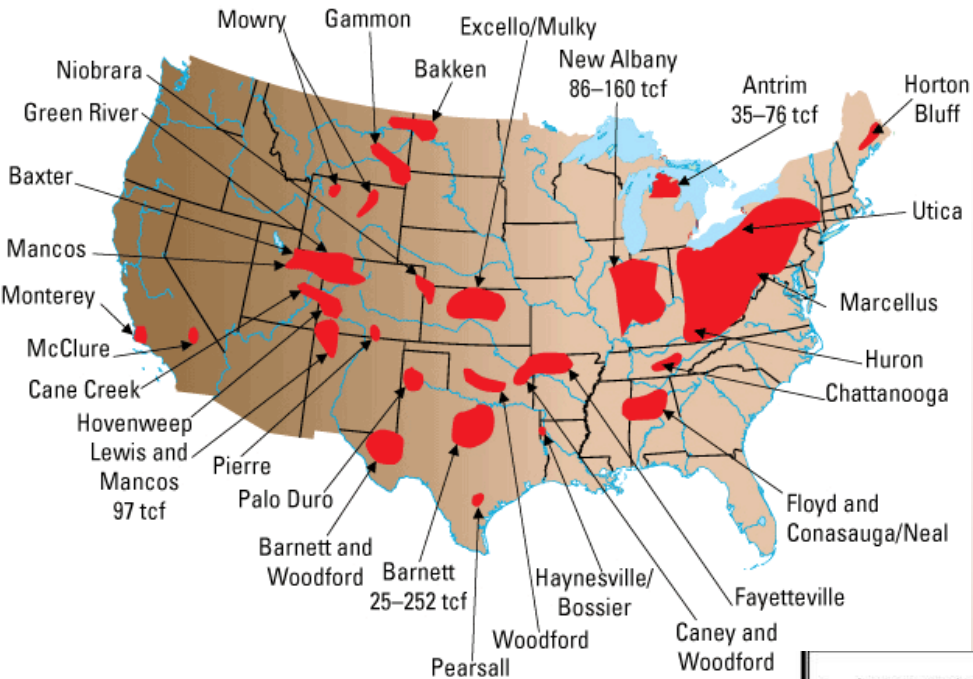 Mowry
Gammon
Excello/Mulky
Niobrara
Bakken
New Albany
86–160 tcf
Antrim
35–76 tcf
Horton
Bluff
Green River
Baxter
Utica
Mancos
Monterey
Marcellus
McClure
Huron
Cane Creek
Chattanooga
Hovenweep
Lewis and
Mancos
97 tcf
Pierre
Palo Duro
Floyd and
Conasauga/Neal
Barnett and
Woodford
Barnett
25–252 tcf
Haynesville/
Bossier
Fayetteville
Woodford
Caney and
Woodford
Pearsall